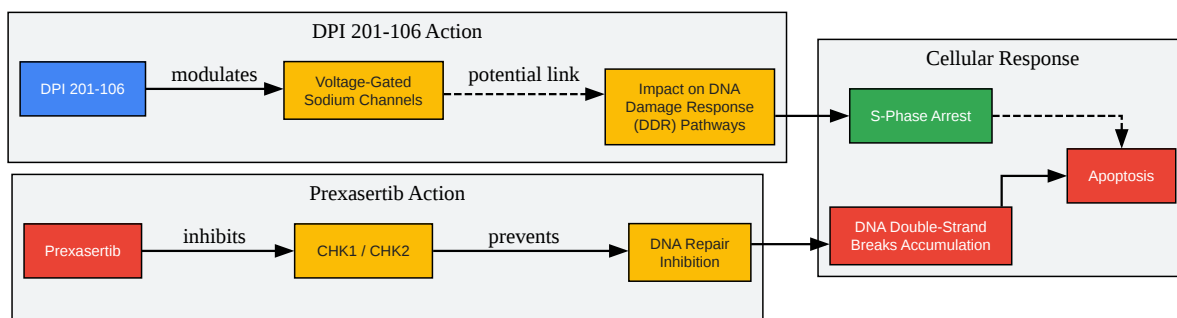 DPI 201-106 Action
DPI 201-106
modulates
Voltage-Gated
Sodium Channels
potential link
Impact on DNA
Damage Response
(DDR) Pathways
Prexasertib Action
Prexasertib
inhibits
CHK1 / CHK2
prevents
DNA Repair
Inhibition
Cellular Response
S-Phase Arrest
Apoptosis
DNA Double-Strand
Breaks Accumulation